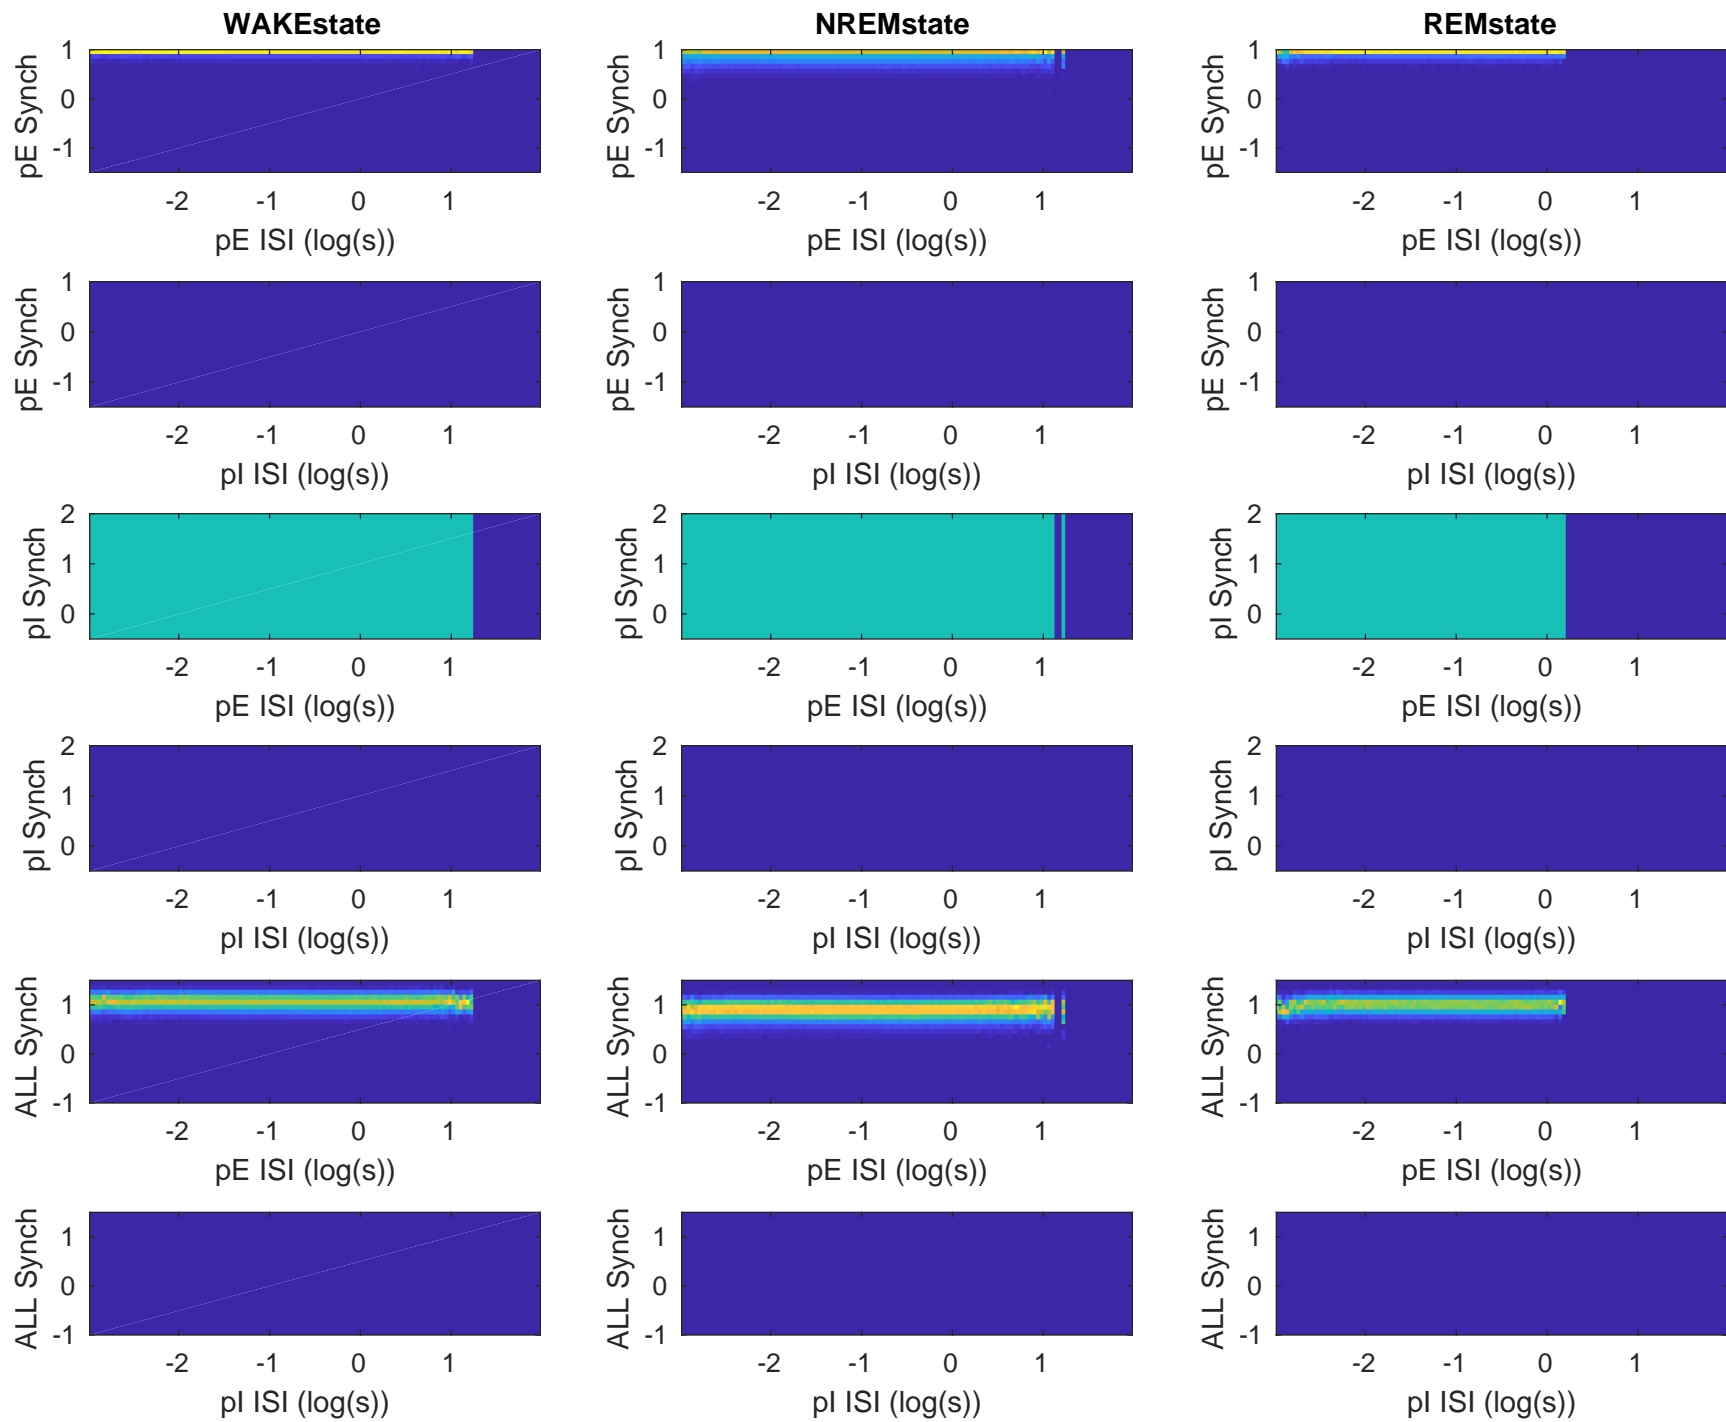 WAKEstate NREMstate REMstate
pE Synch 1 0 -1 pE Synch 1 0 -1 pE Synch 1 0 -1
-2 -1 0 1 -2 -1 0 1 -2 -1 0 1
pE ISI (log(s)) pE ISI (log(s)) pE ISI (log(s))
pE Synch 1 0 -1 pE Synch 1 0 -1 pE Synch 1 0 -1
-2 -1 0 1 -2 -1 0 1 -2 -1 0 1
pI ISI (log(s)) pI ISI (log(s)) pI ISI (log(s))
pI Synch 2 1 0 pI Synch 2 1 0 pI Synch 2 1 0
-2 -1 0 1 -2 -1 0 1 -2 -1 0 1
pE ISI (log(s)) pE ISI (log(s)) pE ISI (log(s))
pI Synch 2 1 0 pI Synch 2 1 0 pI Synch 2 1 0
-2 -1 0 1 -2 -1 0 1 -2 -1 0 1
pI ISI (log(s)) pI ISI (log(s)) pI ISI (log(s))
ALL Synch 1 0 -1 ALL Synch 1 0 -1 ALL Synch 1 0 -1
-2 -1 0 1 -2 -1 0 1 -2 -1 0 1
pE ISI (log(s)) pE ISI (log(s)) pE ISI (log(s))
ALL Synch 1 0 -1 ALL Synch 1 0 -1 ALL Synch 1 0 -1
-2 -1 0 1 -2 -1 0 1 -2 -1 0 1
pI ISI (log(s)) pI ISI (log(s)) pI ISI (log(s))